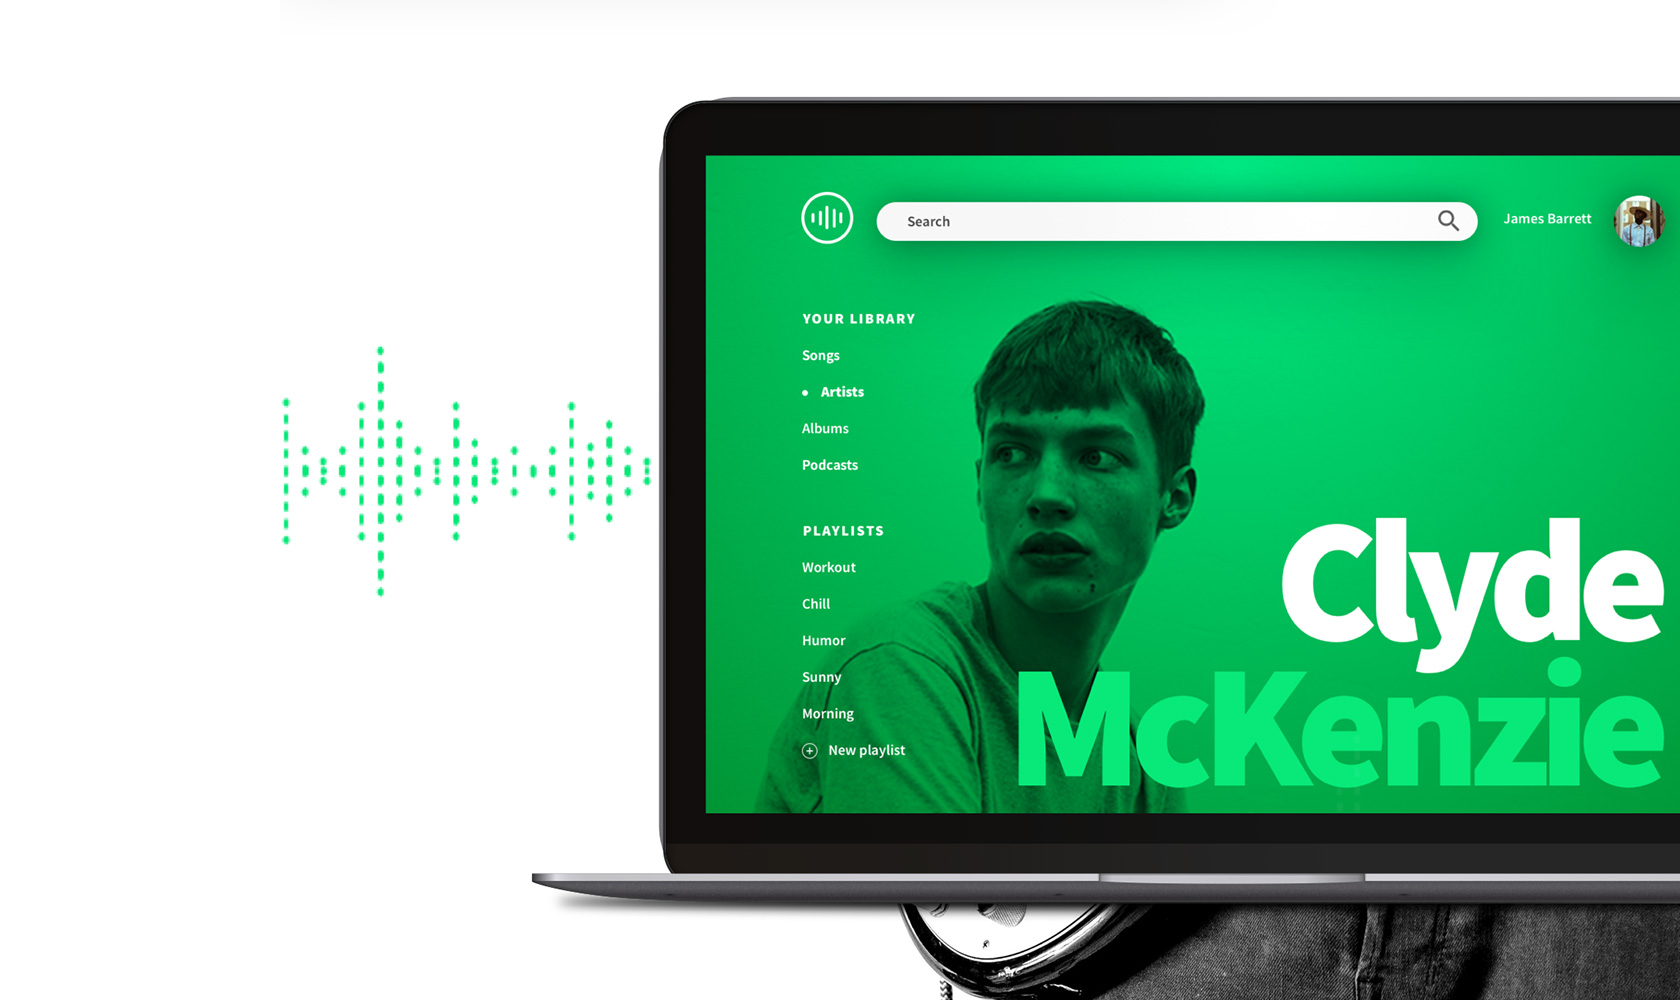 Search
James Barrett
YOUR LIBRARY
Songs
Artists
Albums
Podcasts
PLAYLISTS
Workout
Chill
Humor
Sunny
Morning
New playlist
Clyde
McKenzie